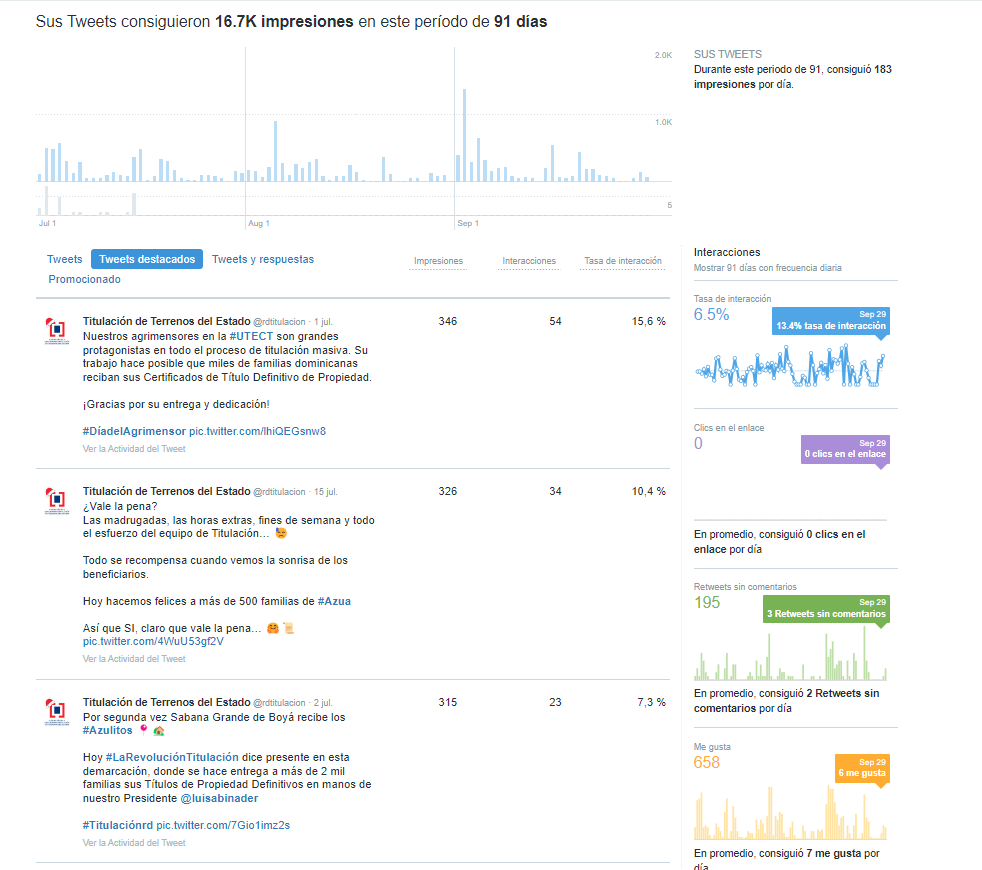 Sus Tweets consiguieron 16.7K impresiones en este período de 91 días
2.0K
1.0K
5
Jul 1
Aug 1
Sep 1
SUS TWEETS
Durante este periodo de 91, consiguió 183
impresiones por día.
Tweets
Tweets destacados
Tweets y respuestas
Promocionado
Impresiones
Interacciones
Tasa de interacción
Titulación de Terrenos del Estado @rdtitulacion · 1 jul.
346
54
15,6 %
Nuestros agrimensores en la #UTECT son grandes
protagonistas en todo el proceso de titulación masiva. Su
trabajo hace posible que miles de familias dominicanas
reciban sus Certificados de Título Definitivo de Propiedad.
¡Gracias por su entrega y dedicación!
#DíadelAgrimensor pic.twitter.com/lhiQEGsnw8
Ver la Actividad del Tweet
Titulación de Terrenos del Estado @rdtitulacion · 15 jul.
326
34
10,4 %
¿Vale la pena?
Las madrugadas, las horas extras, fines de semana y todo
el esfuerzo del equipo de Titulación... 🥳
Todo se recompensa cuando vemos la sonrisa de los
beneficiarios.
Hoy hacemos felices a más de 500 familias de #Azua
Así que SI, claro que vale la pena... 🤗 📜
pic.twitter.com/4WuU53gf2V
Ver la Actividad del Tweet
Titulación de Terrenos del Estado @rdtitulacion · 2 jul.
315
23
7,3 %
Por segunda vez Sabana Grande de Boyá recibe los
#Azulitos 📍 🏡
Hoy #LaRevoluciónTitulación dice presente en esta
demarcación, donde se hace entrega a más de 2 mil
familias sus Títulos de Propiedad Definitivos en manos de
nuestro Presidente @luisabinader
#Titulaciónrd pic.twitter.com/7Gio1imz2s
Ver la Actividad del Tweet
Interacciones
Mostrar 91 días con frecuencia diaria
Tasa de interacción
6.5%
Sep 29
13.4% tasa de interacción
Clics en el enlace
0
Sep 29
0 clics en el enlace
En promedio, consiguió 0 clics en el
enlace por día
Retweets sin comentarios
195
Sep 29
3 Retweets sin comentarios
En promedio, consiguió 2 Retweets sin
comentarios por día
Me gusta
658
Sep 29
6 me gusta
En promedio, consiguió 7 me gusta por
día